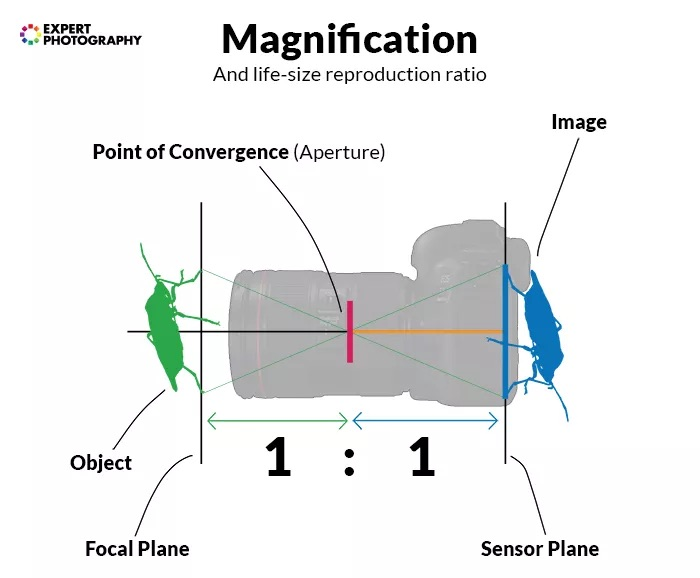 EXPERT
PHOTOGRAPHY
Magnification
And life-size reproduction ratio
Image
Point of Convergence (Aperture)
1 : 1
Object
Focal Plane
Sensor Plane